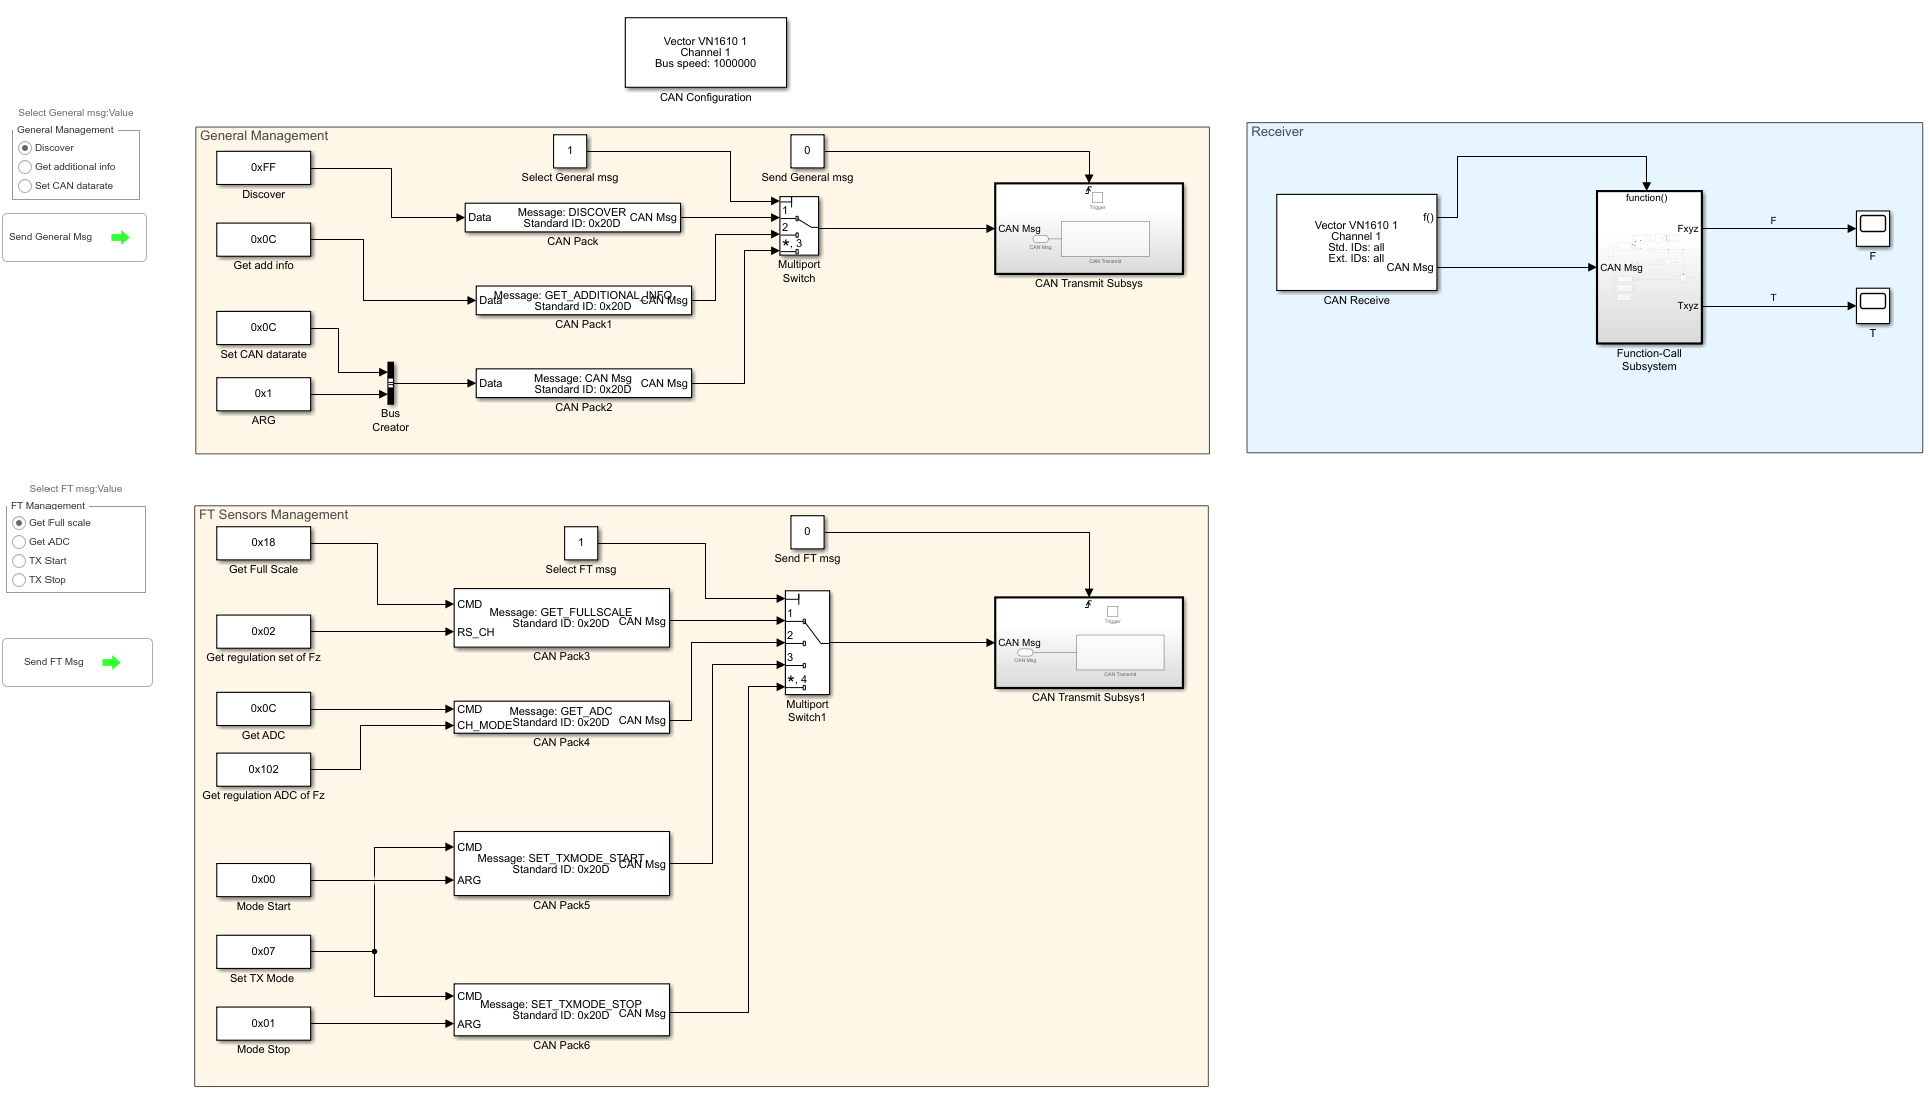 Vector VN1610 1
Channel 1
Bus speed: 1000000
CAN Configuration
Select General msg:Value
General Management
Discover
Get additional info
Set CAN datarate
Send General Msg
General Management
0xFF
Discover
0x0C
Get add info
0x0C
Set CAN datarate
0x1
ARG
Bus
Creator
1
Select General msg
0
Send General msg
Data
Message: DISCOVER
Standard ID: 0x20D
CAN Msg
CAN Pack
Data
Message: GET_ADDITIONAL_INFO
Standard ID: 0x20D
CAN Msg
CAN Pack1
Data
Message: CAN Msg
Standard ID: 0x20D
CAN Msg
CAN Pack2
1
2
*, 3
Multiport
Switch
CAN Msg
Trigger
CAN Msg
CAN Transmit
CAN Transmit Subsys
Receiver
Vector VN1610 1
Channel 1
Std. IDs: all
Ext. IDs: all
f()
CAN Msg
CAN Receive
function()
CAN Msg
Fxyz
Txyz
Function-Call
Subsystem
F
F
T
T
Select FT msg:Value
FT Management
Get Full scale
Get ADC
TX Start
TX Stop
Send FT Msg
FT Sensors Management
0x18
Get Full Scale
0x02
Get regulation set of Fz
0x0C
Get ADC
0x102
Get regulation ADC of Fz
0x00
Mode Start
0x07
Set TX Mode
0x01
Mode Stop
1
Select FT msg
0
Send FT msg
CMD
RS_CH
Message: GET_FULLSCALE
Standard ID: 0x20D
CAN Msg
CAN Pack3
CMD
CH_MODE
Message: GET_ADC
Standard ID: 0x20D
CAN Msg
CAN Pack4
CMD
ARG
Message: SET_TXMODE_START
Standard ID: 0x20D
CAN Msg
CAN Pack5
CMD
ARG
Message: SET_TXMODE_STOP
Standard ID: 0x20D
CAN Msg
CAN Pack6
1
2
3
*, 4
Multiport
Switch1
CAN Msg
Trigger
CAN Msg
CAN Transmit
CAN Transmit Subsys1